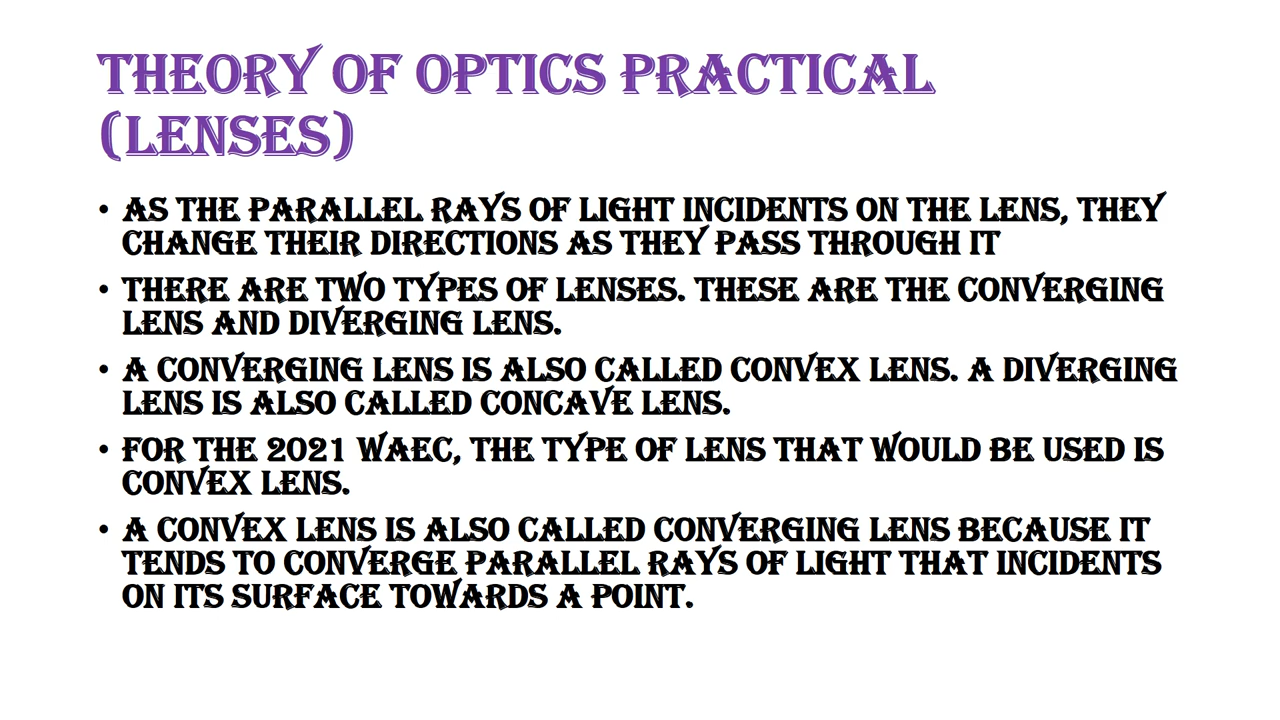 THEORY OF OPTICS PRACTICAL
(LENSES)
• AS THE PARALLEL RAYS OF LIGHT INCIDENTS ON THE LENS, THEY
CHANGE THEIR DIRECTIONS AS THEY PASS THROUGH IT
• THERE ARE TWO TYPES OF LENSES. THESE ARE THE CONVERGING
LENS AND DIVERGING LENS.
• A CONVERGING LENS IS ALSO CALLED CONVEX LENS. A DIVERGING
LENS IS ALSO CALLED CONCAVE LENS.
• FOR THE 2021 WAEC, THE TYPE OF LENS THAT WOULD BE USED IS
CONVEX LENS.
• A CONVEX LENS IS ALSO CALLED CONVERGING LENS BECAUSE IT
TENDS TO CONVERGE PARALLEL RAYS OF LIGHT THAT INCIDENTS
ON ITS SURFACE TOWARDS A POINT.